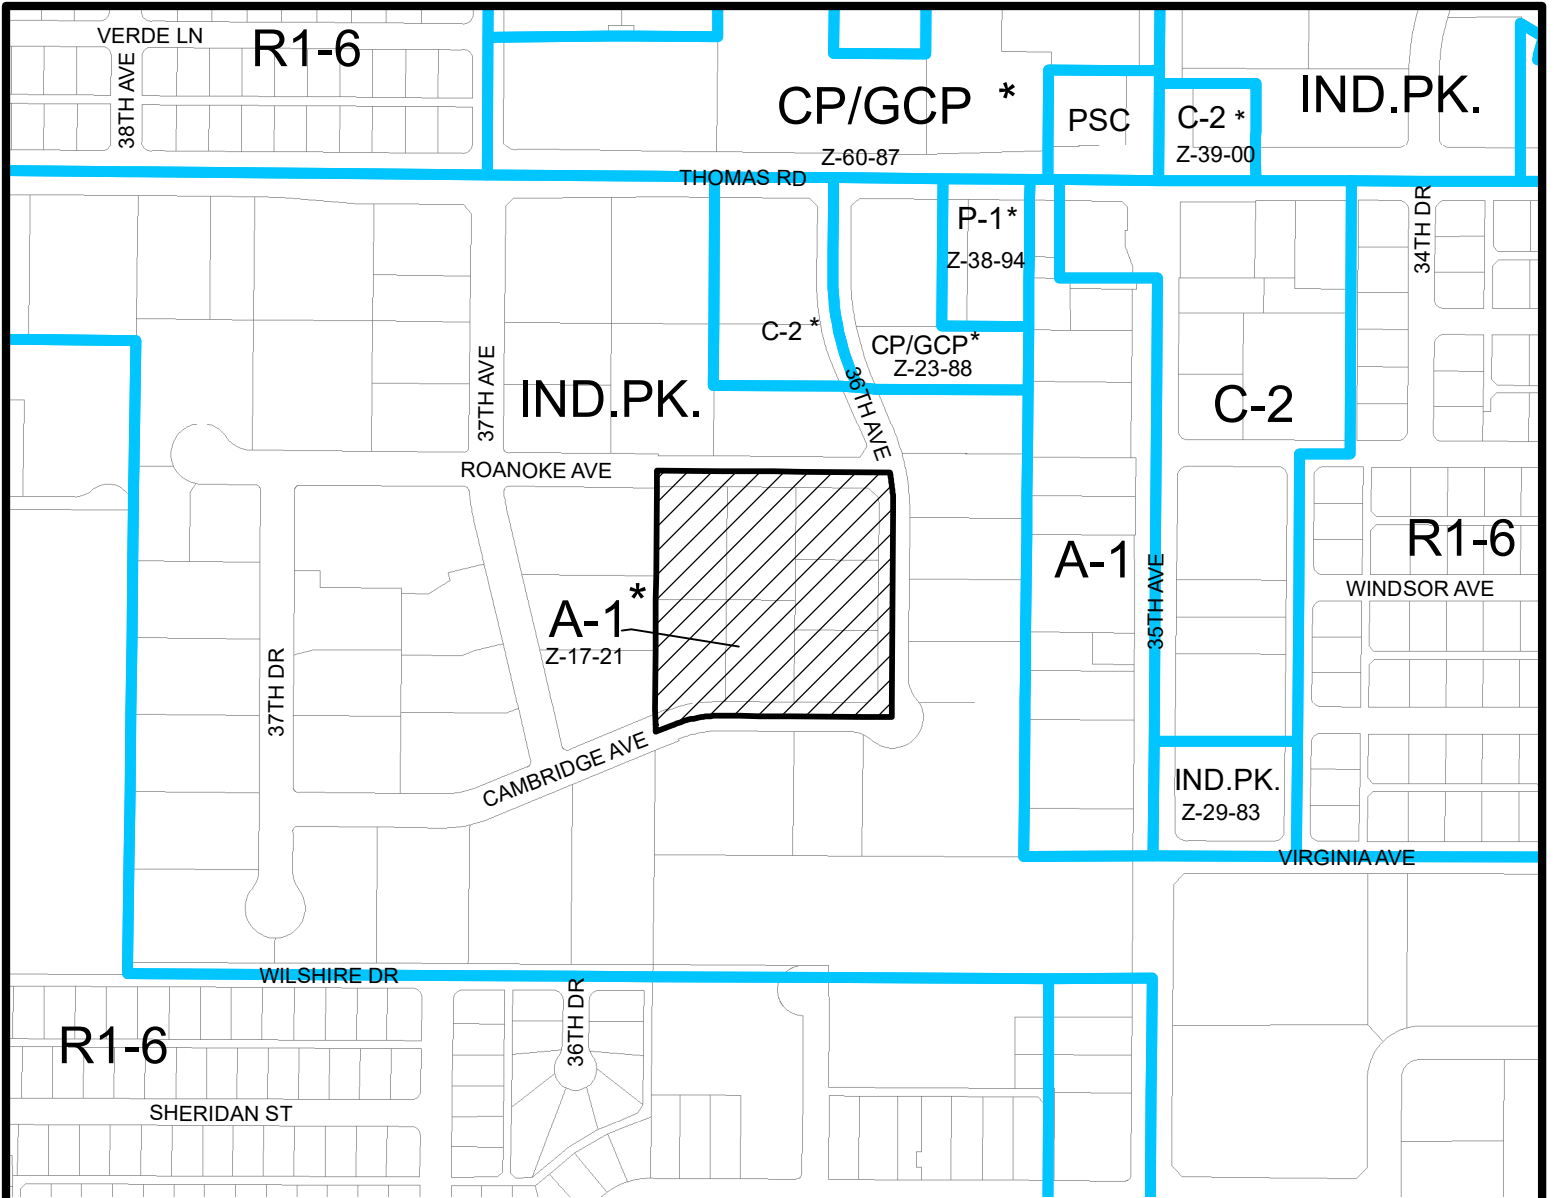 VERDE LN
R1-6
38TH AVE
CP/GCP *
Z-60-87
PSC
C-2 *
Z-39-00
IND.PK.
THOMAS RD
P-1*
Z-38-94
34TH DR
C-2 *
CP/GCP*
Z-23-88
37TH AVE
IND.PK.
36TH AVE
C-2
ROANOKE AVE
A-1
R1-6
WINDSOR AVE
35TH AVE
A-1*
Z-17-21
37TH DR
CAMBRIDGE AVE
IND.PK.
Z-29-83
VIRGINIA AVE
WILSHIRE DR
36TH DR
R1-6
SHERIDAN ST